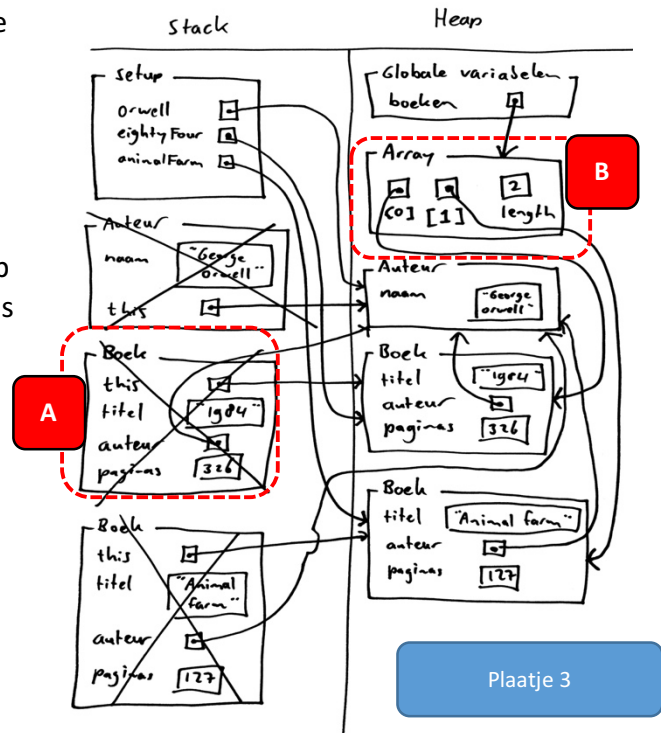 e
p
s
Stack
Heap
Setup
Orwell
eightyFour
animalFarm
Auteur
naam
"George
Orwell"
this
A
Boek
this
titel
"1984"
auteur
paginas
326
Boek
this
titel
"Animal
farm"
auteur
paginas
127
Globale variabelen
boeken
B
Array
2
[0] [1] length
Auteur
naam
"George
orwell"
Boek
titel
"1984"
auteur
paginas
326
Boek
titel
"Animal farm"
auteur
paginas
127
Plaatje 3